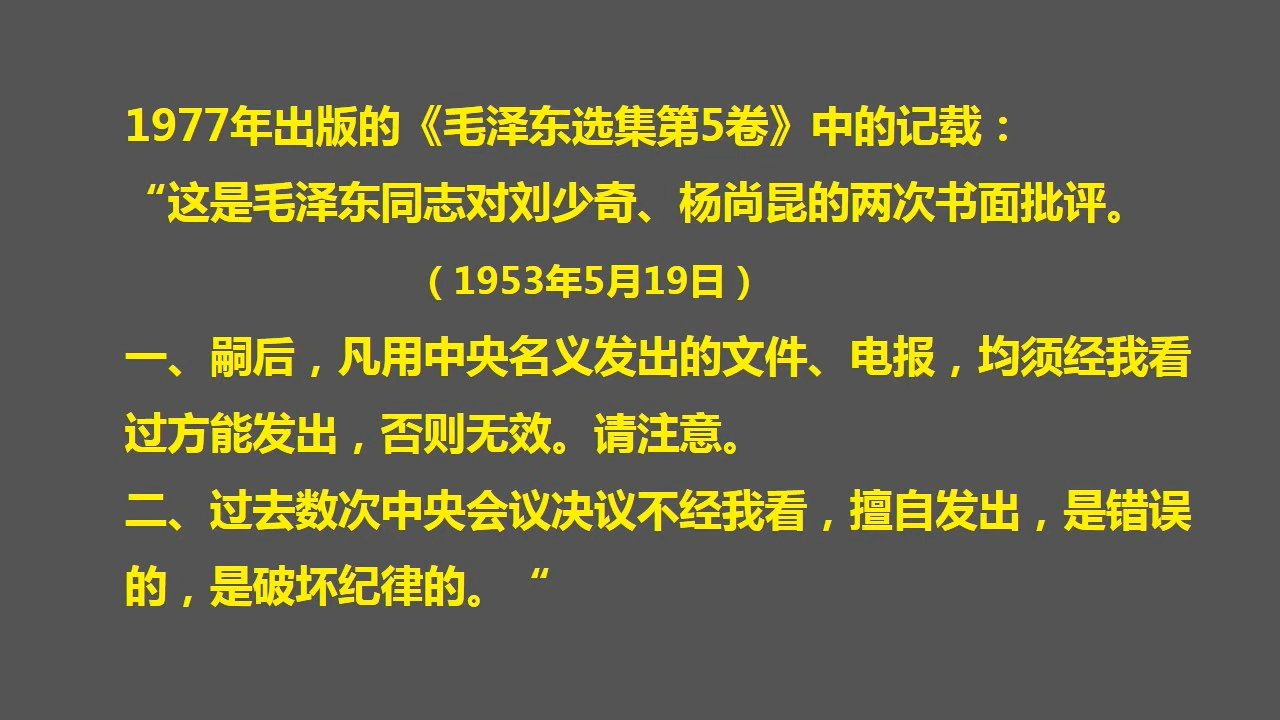 1977年出版的《毛泽东选集第5卷》中的记载：
“这是毛泽东同志对刘少奇、杨尚昆的两次书面批评。
（1953年5月19日）
一、嗣后，凡用中央名义发出的文件、电报，均须经我看
过方能发出，否则无效。请注意。
二、过去数次中央会议决议不经我看，擅自发出，是错误
的，是破坏纪律的。“